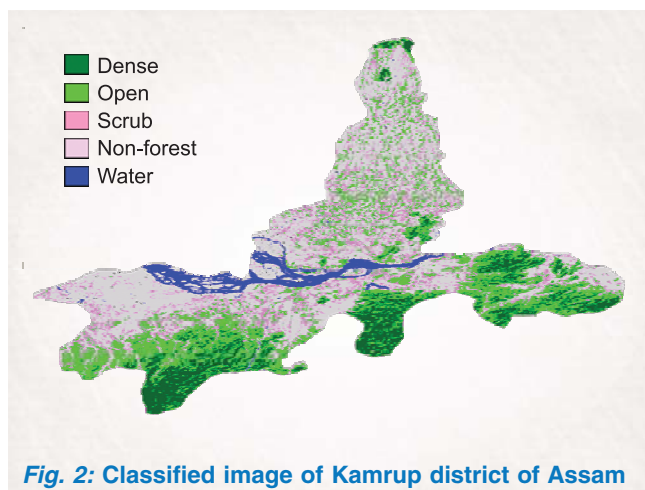 Dense
Open
Scrub
Non-forest
Water
Fig. 2: Classified image of Kamrup district of Assam